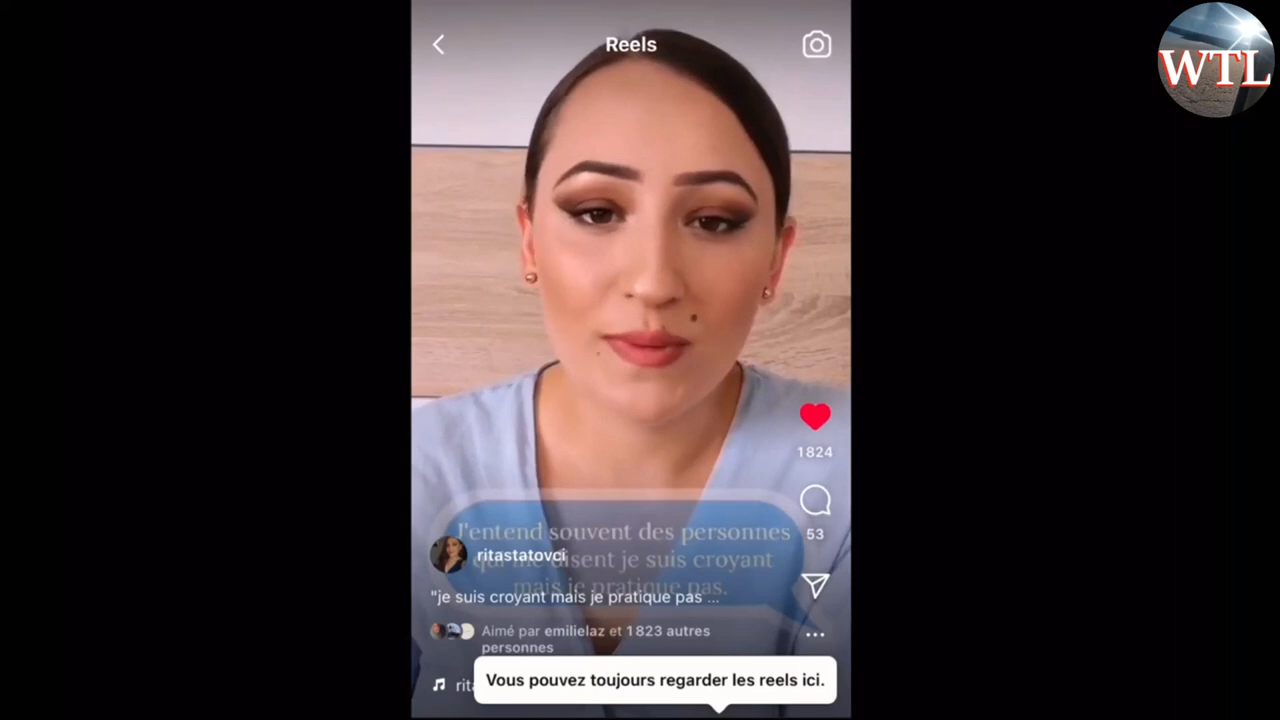 Reels
WTL
1824
J'entend souvent des personnes
qui me disent je suis croyant
mais je pratique pas.
53
ritastatovci
"je suis croyant mais je pratique pas ...
Aimé par emilielaz et 1823 autres
personnes
rita
Vous pouvez toujours regarder les reels ici.